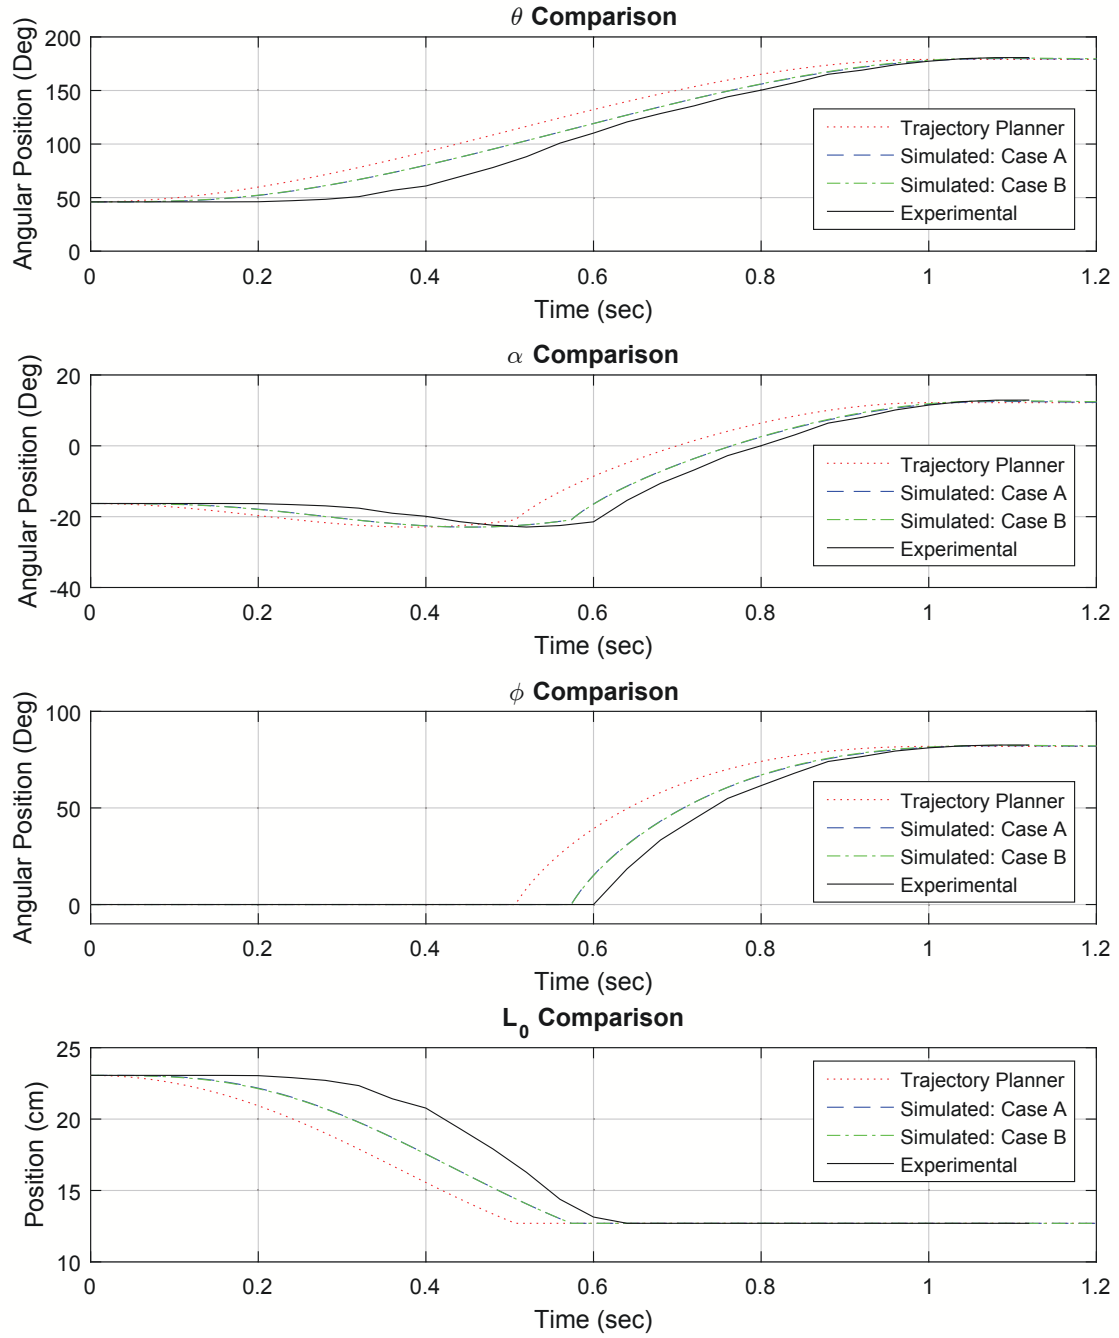 θ Comparison
Angular Position (Deg)
200
150
100
50
0
0 0.2 0.4 0.6 0.8 1 1.2
Time (sec)
Trajectory Planner
Simulated: Case A
Simulated: Case B
Experimental
α Comparison
Angular Position (Deg)
20
0
-20
-40
0 0.2 0.4 0.6 0.8 1 1.2
Time (sec)
Trajectory Planner
Simulated: Case A
Simulated: Case B
Experimental
ϕ Comparison
Angular Position (Deg)
100
50
0
0 0.2 0.4 0.6 0.8 1 1.2
Time (sec)
Trajectory Planner
Simulated: Case A
Simulated: Case B
Experimental
L₀ Comparison
Position (cm)
25
20
15
10
0 0.2 0.4 0.6 0.8 1 1.2
Time (sec)
Trajectory Planner
Simulated: Case A
Simulated: Case B
Experimental